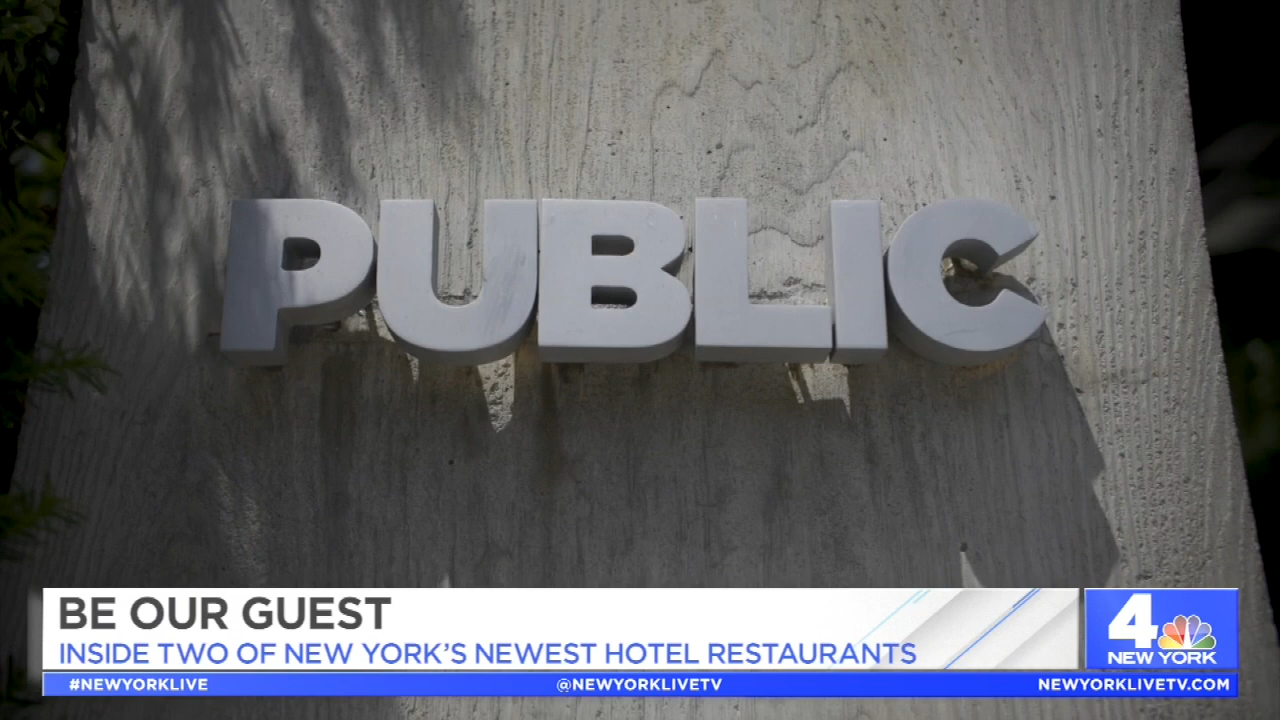 PUBLIC
BE OUR GUEST
INSIDE TWO OF NEW YORK'S NEWEST HOTEL RESTAURANTS
4
NEW YORK
#NEWYORKLIVE
@NEWYORKLIVETV
NEWYORKLIVETV.COM